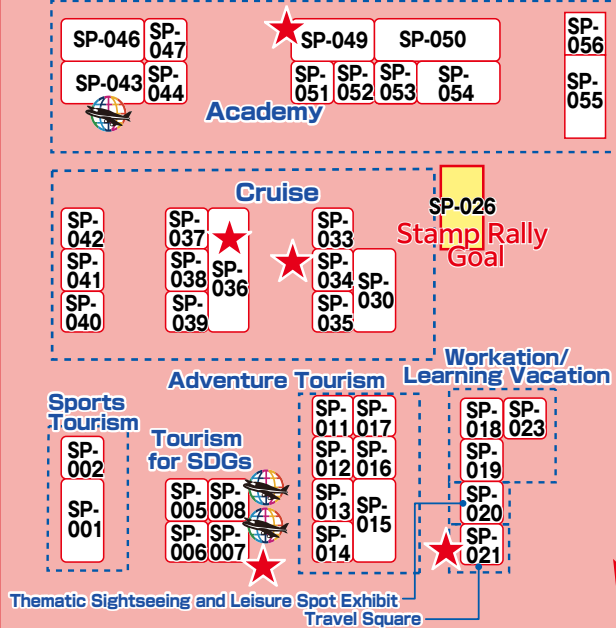 SP-046
SP-
047
SP-043
SP-
044
SP-049
SP-050
SP-
051
SP-
052
SP-
053
SP-
054
SP-
056
SP-
055
Academy
Cruise
SP-026
Stamp Rally
Goal
SP-
042
SP-
041
SP-
040
SP-
037
SP-
038
SP-
039
SP-
036
SP-
033
SP-
034
SP-
035
SP-
030
Workation/
Learning Vacation
Adventure Tourism
Sports
Tourism
Tourism
for SDGs
SP-
002
SP-
001
SP-
005
SP-
008
SP-
006
SP-
007
SP-
011
SP-
017
SP-
012
SP-
016
SP-
013
SP-
015
SP-
014
SP-
018
SP-
023
SP-
019
SP-
020
SP-
021
Thematic Sightseeing and Leisure Spot Exhibit
Travel Square